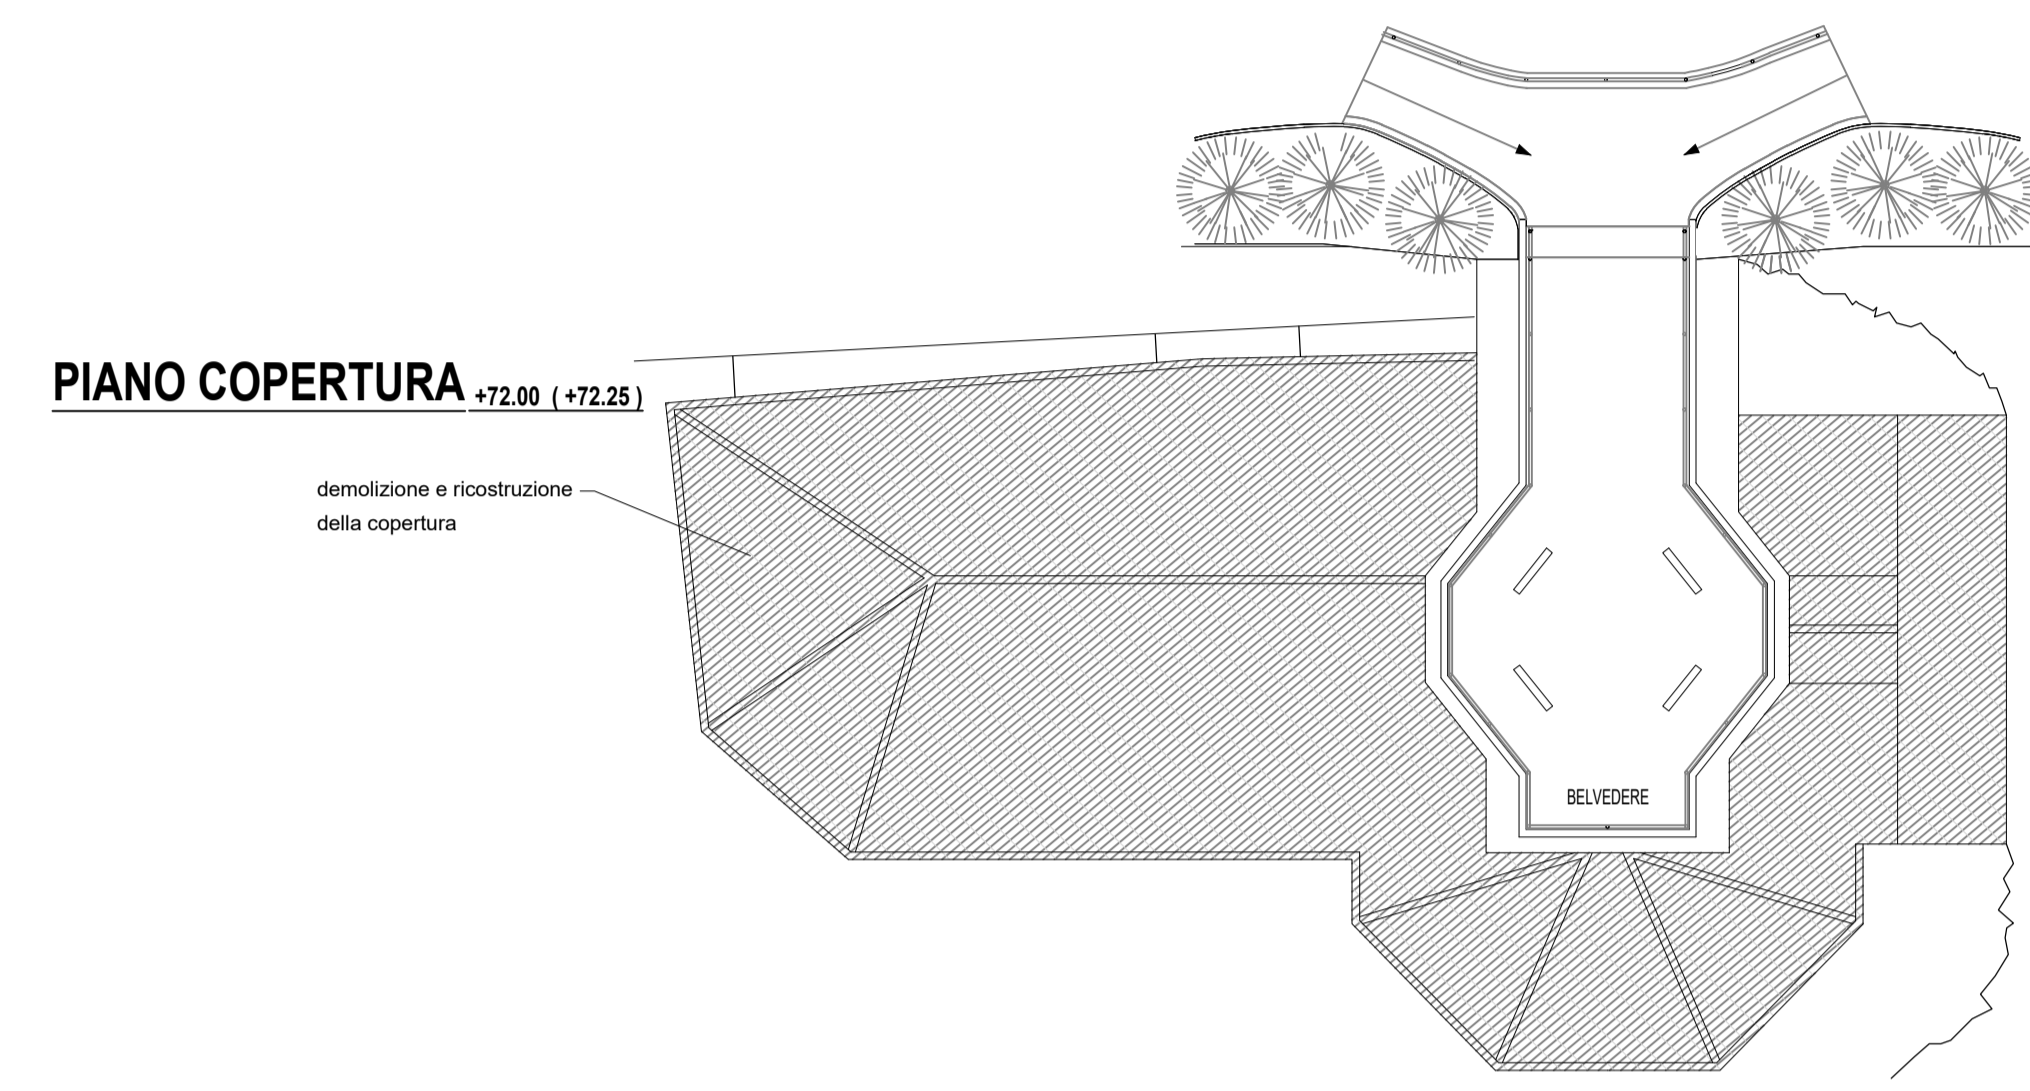 PIANO COPERTURA +72.00 ( +72.25 )
demolizione e ricostruzione
della copertura
BELVEDERE